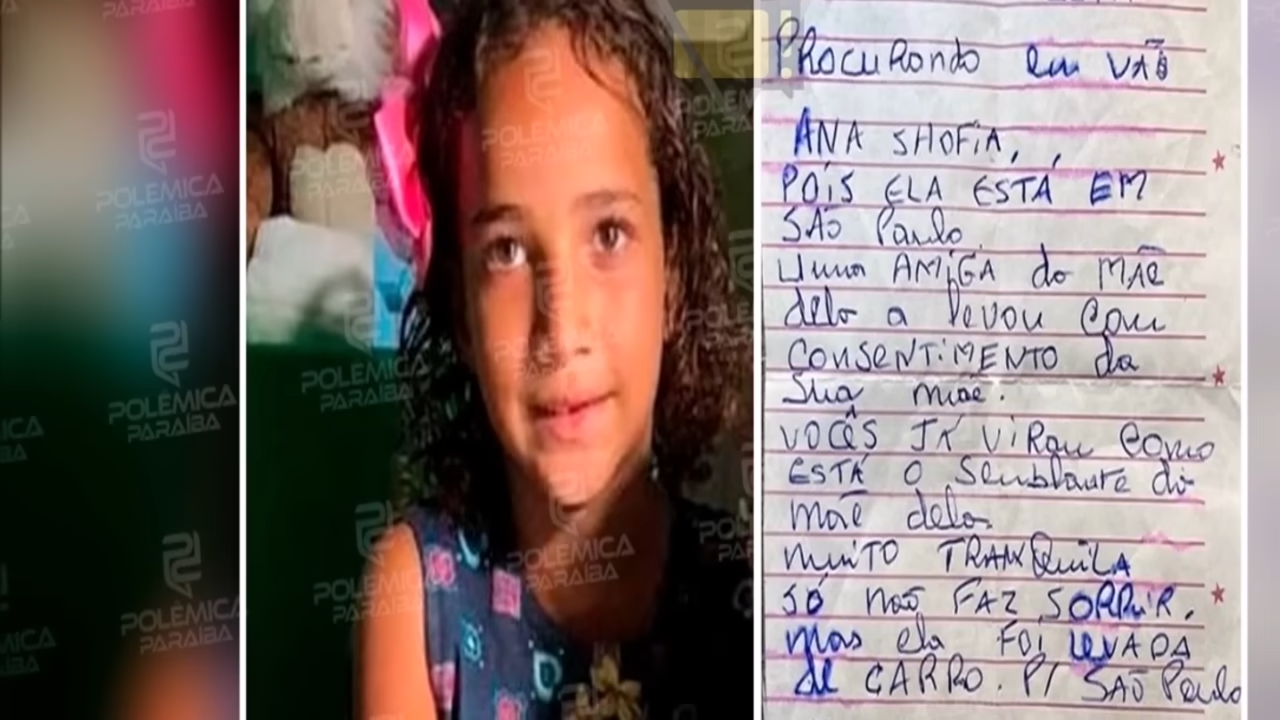 POLÊMICA
PARAÍBA
Procurando em vão
ANA SHOFIA,
POÍS ELA ESTÁ EM
SÃO Paulo
Uma AMIGA da MÃE
dela a levou com
CONSENTIMENTO da
Sua mãe.
VOCÊS JÁ VIRAM como
ESTÁ O Semblante da
mãe dela
MUITO TRANQUILA
SÓ não FAZ SORRIR.
mas ela FOI LEVADA
de CARRO. P/ SÃO Paulo